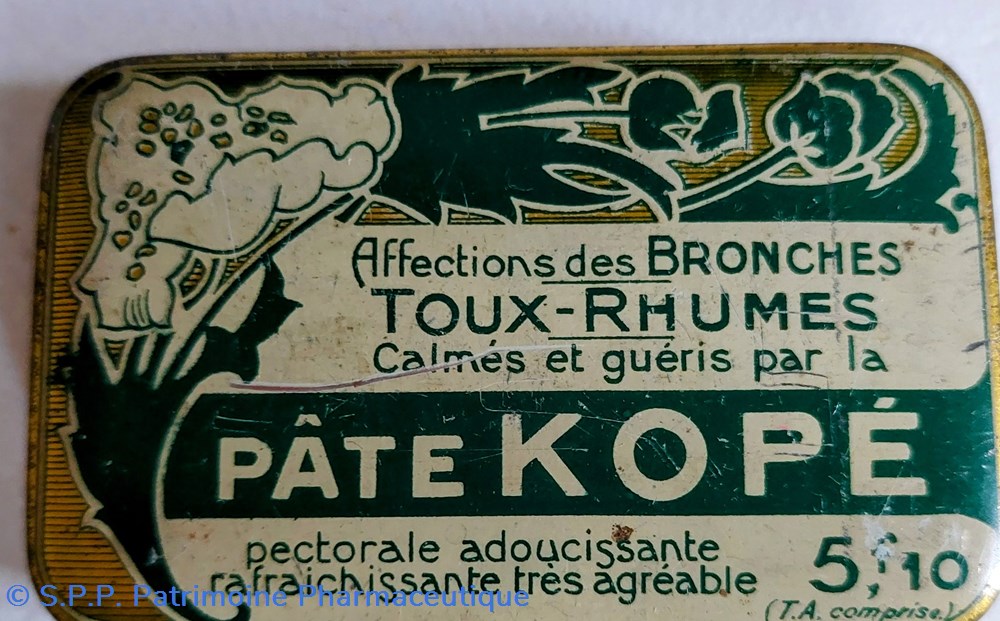 Affections des BRONCHES
TOUX-RHUMES
Calmés et guéris par la
PÂTE KOPÉ
pectorale adoucissante
rafraichissante très agréable
5f,10
(T.A. comprise.)
© S.P.P. Patrimoine Pharmaceutique